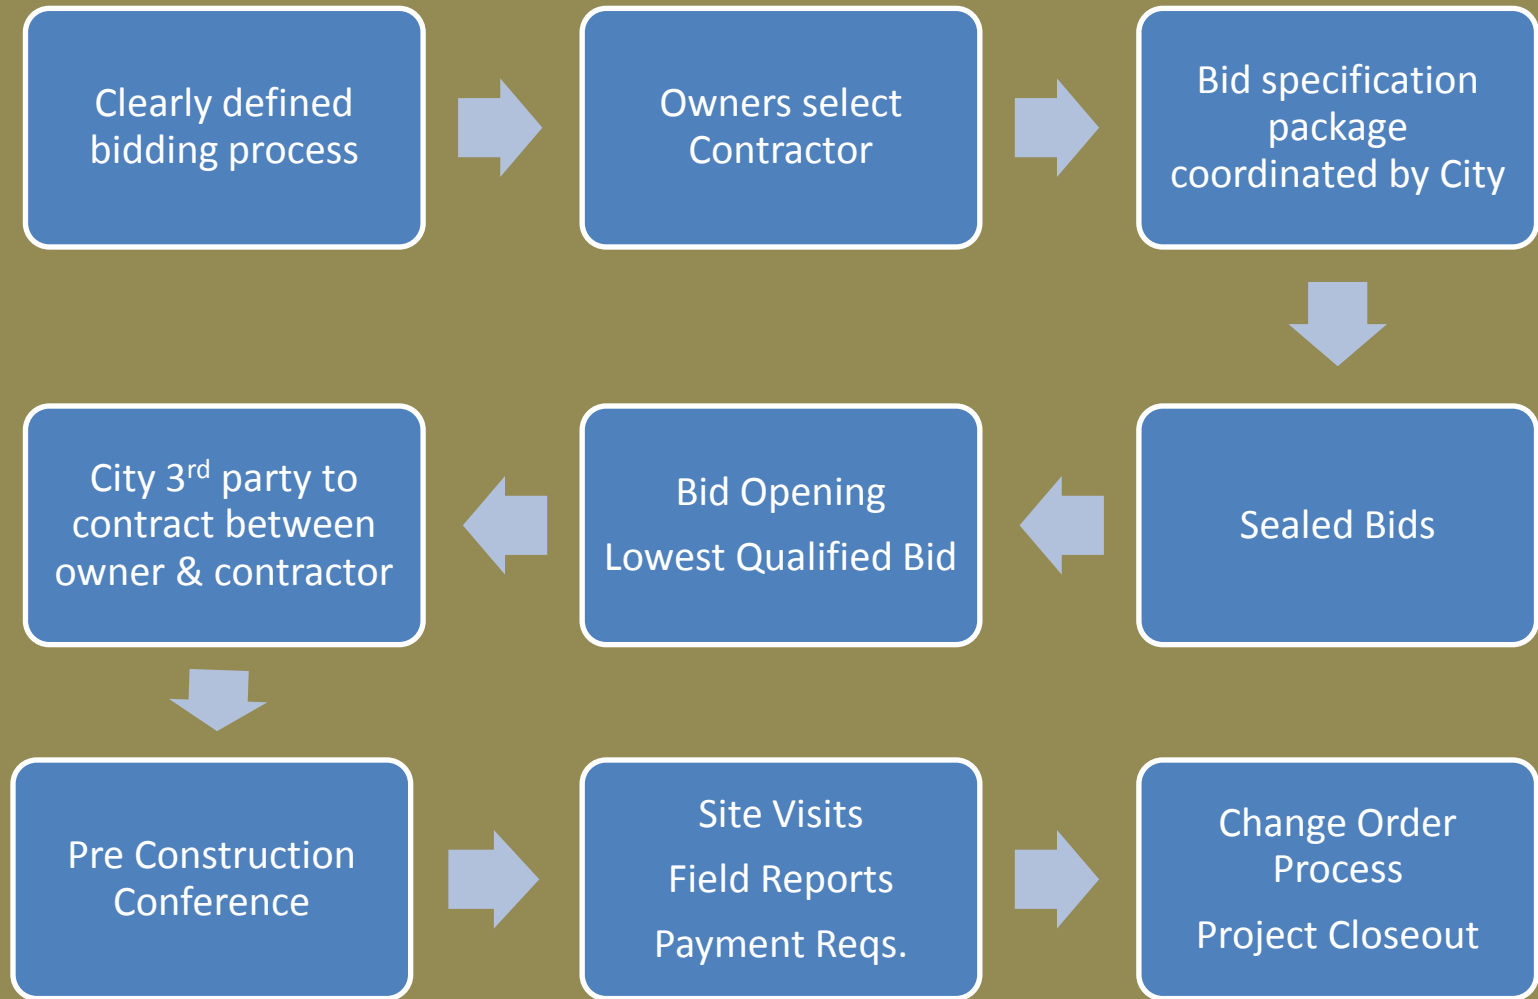 Clearly defined
bidding process
Owners select
Contractor
Bid specification
package
coordinated by City
Sealed Bids
Bid Opening
Lowest Qualified Bid
City 3rd party to
contract between
owner & contractor
Pre Construction
Conference
Site Visits
Field Reports
Payment Reqs.
Change Order
Process
Project Closeout